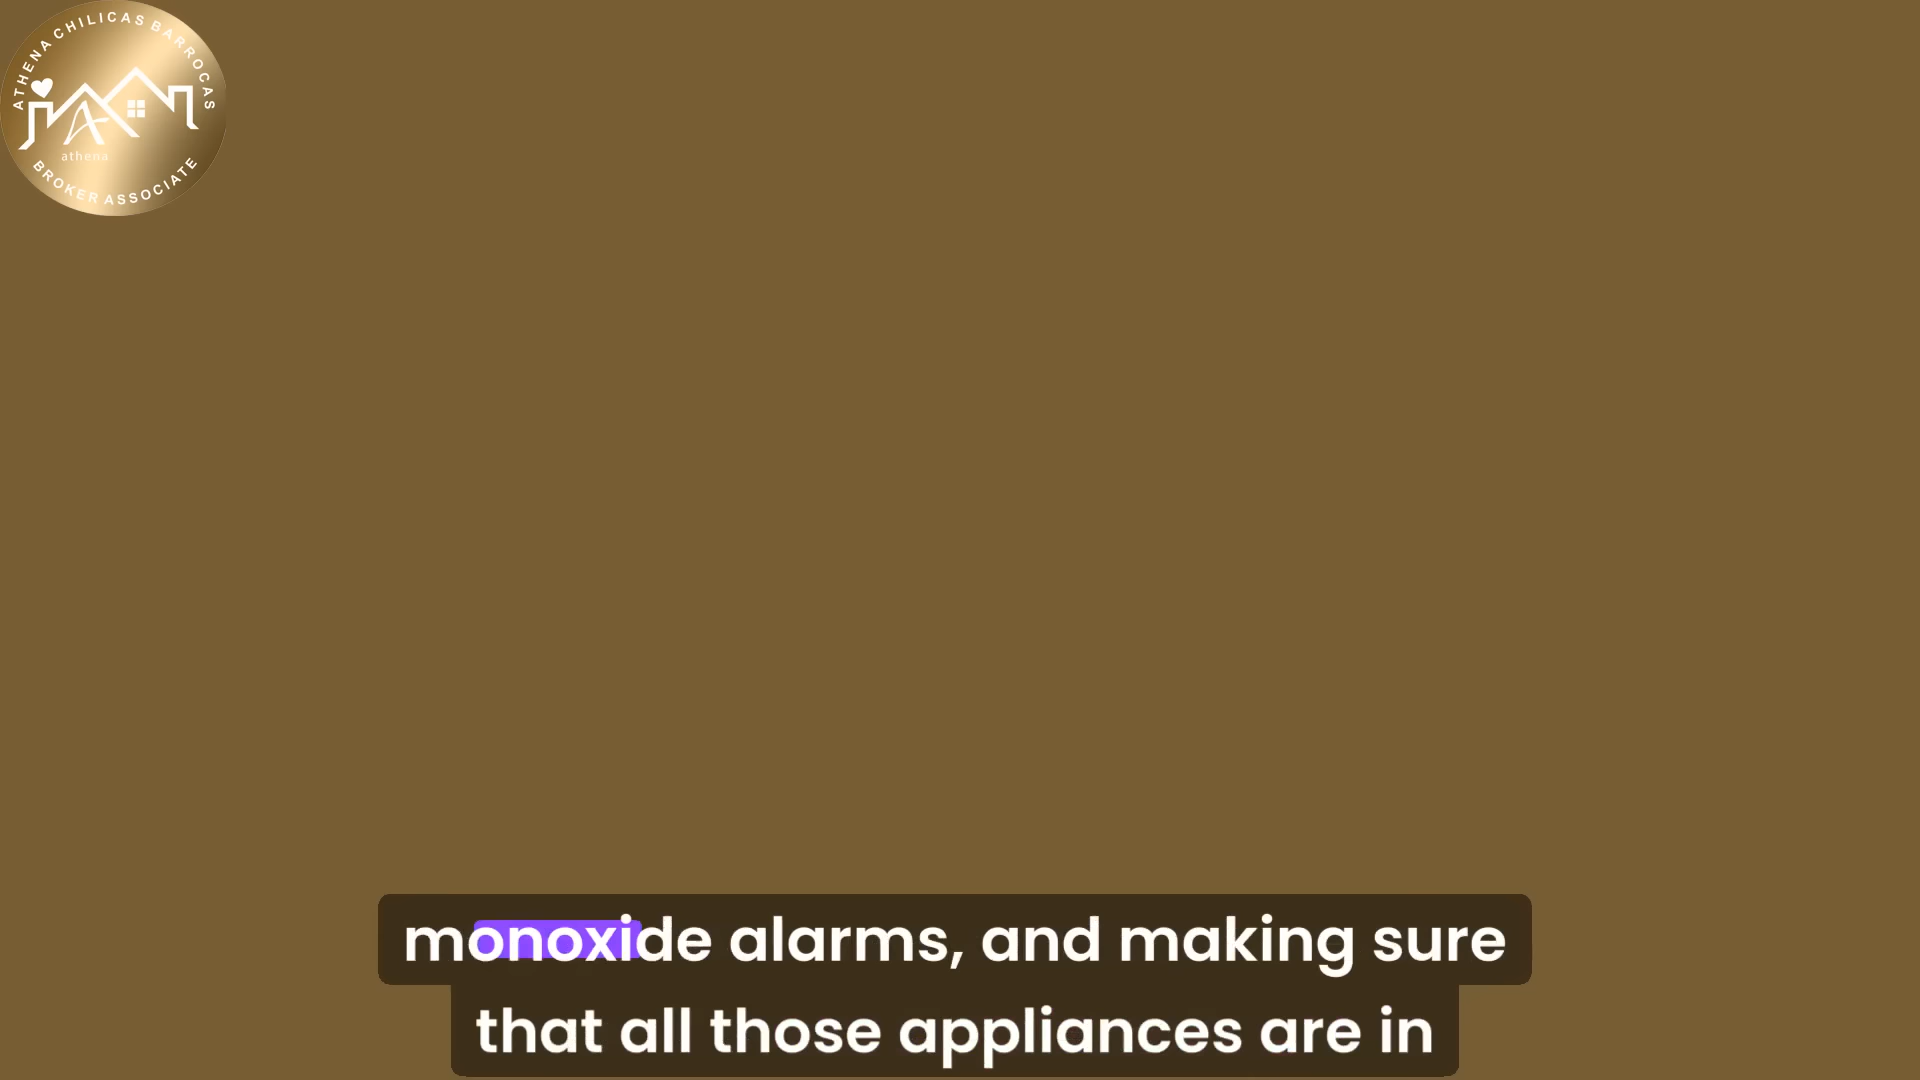 ATHENA CHILICAS BARROCAS
A
athena
BROKER ASSOCIATE
monoxide alarms, and making sure
that all those appliances are in